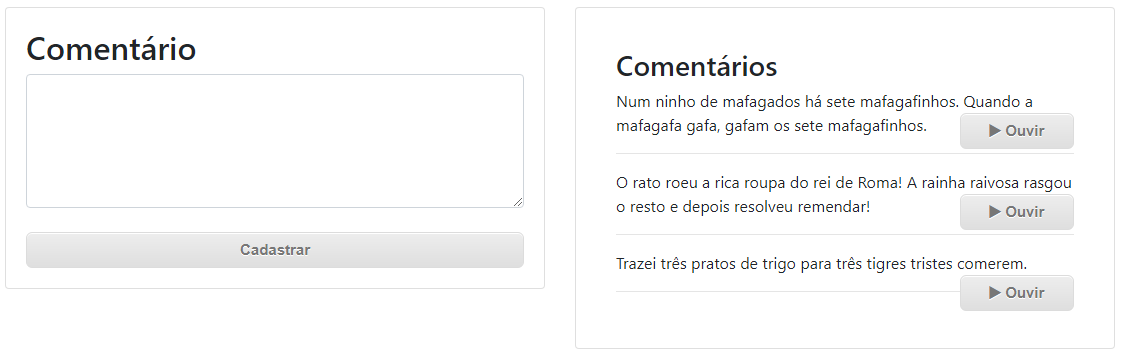 Comentário
Cadastrar
Comentários
Num ninho de mafagados há sete mafagafinhos. Quando a
mafagafa gafa, gafam os sete mafagafinhos.
▶ Ouvir
O rato roeu a rica roupa do rei de Roma! A rainha raivosa rasgou
o resto e depois resolveu remendar!
▶ Ouvir
Trazei três pratos de trigo para três tigres tristes comerem.
▶ Ouvir